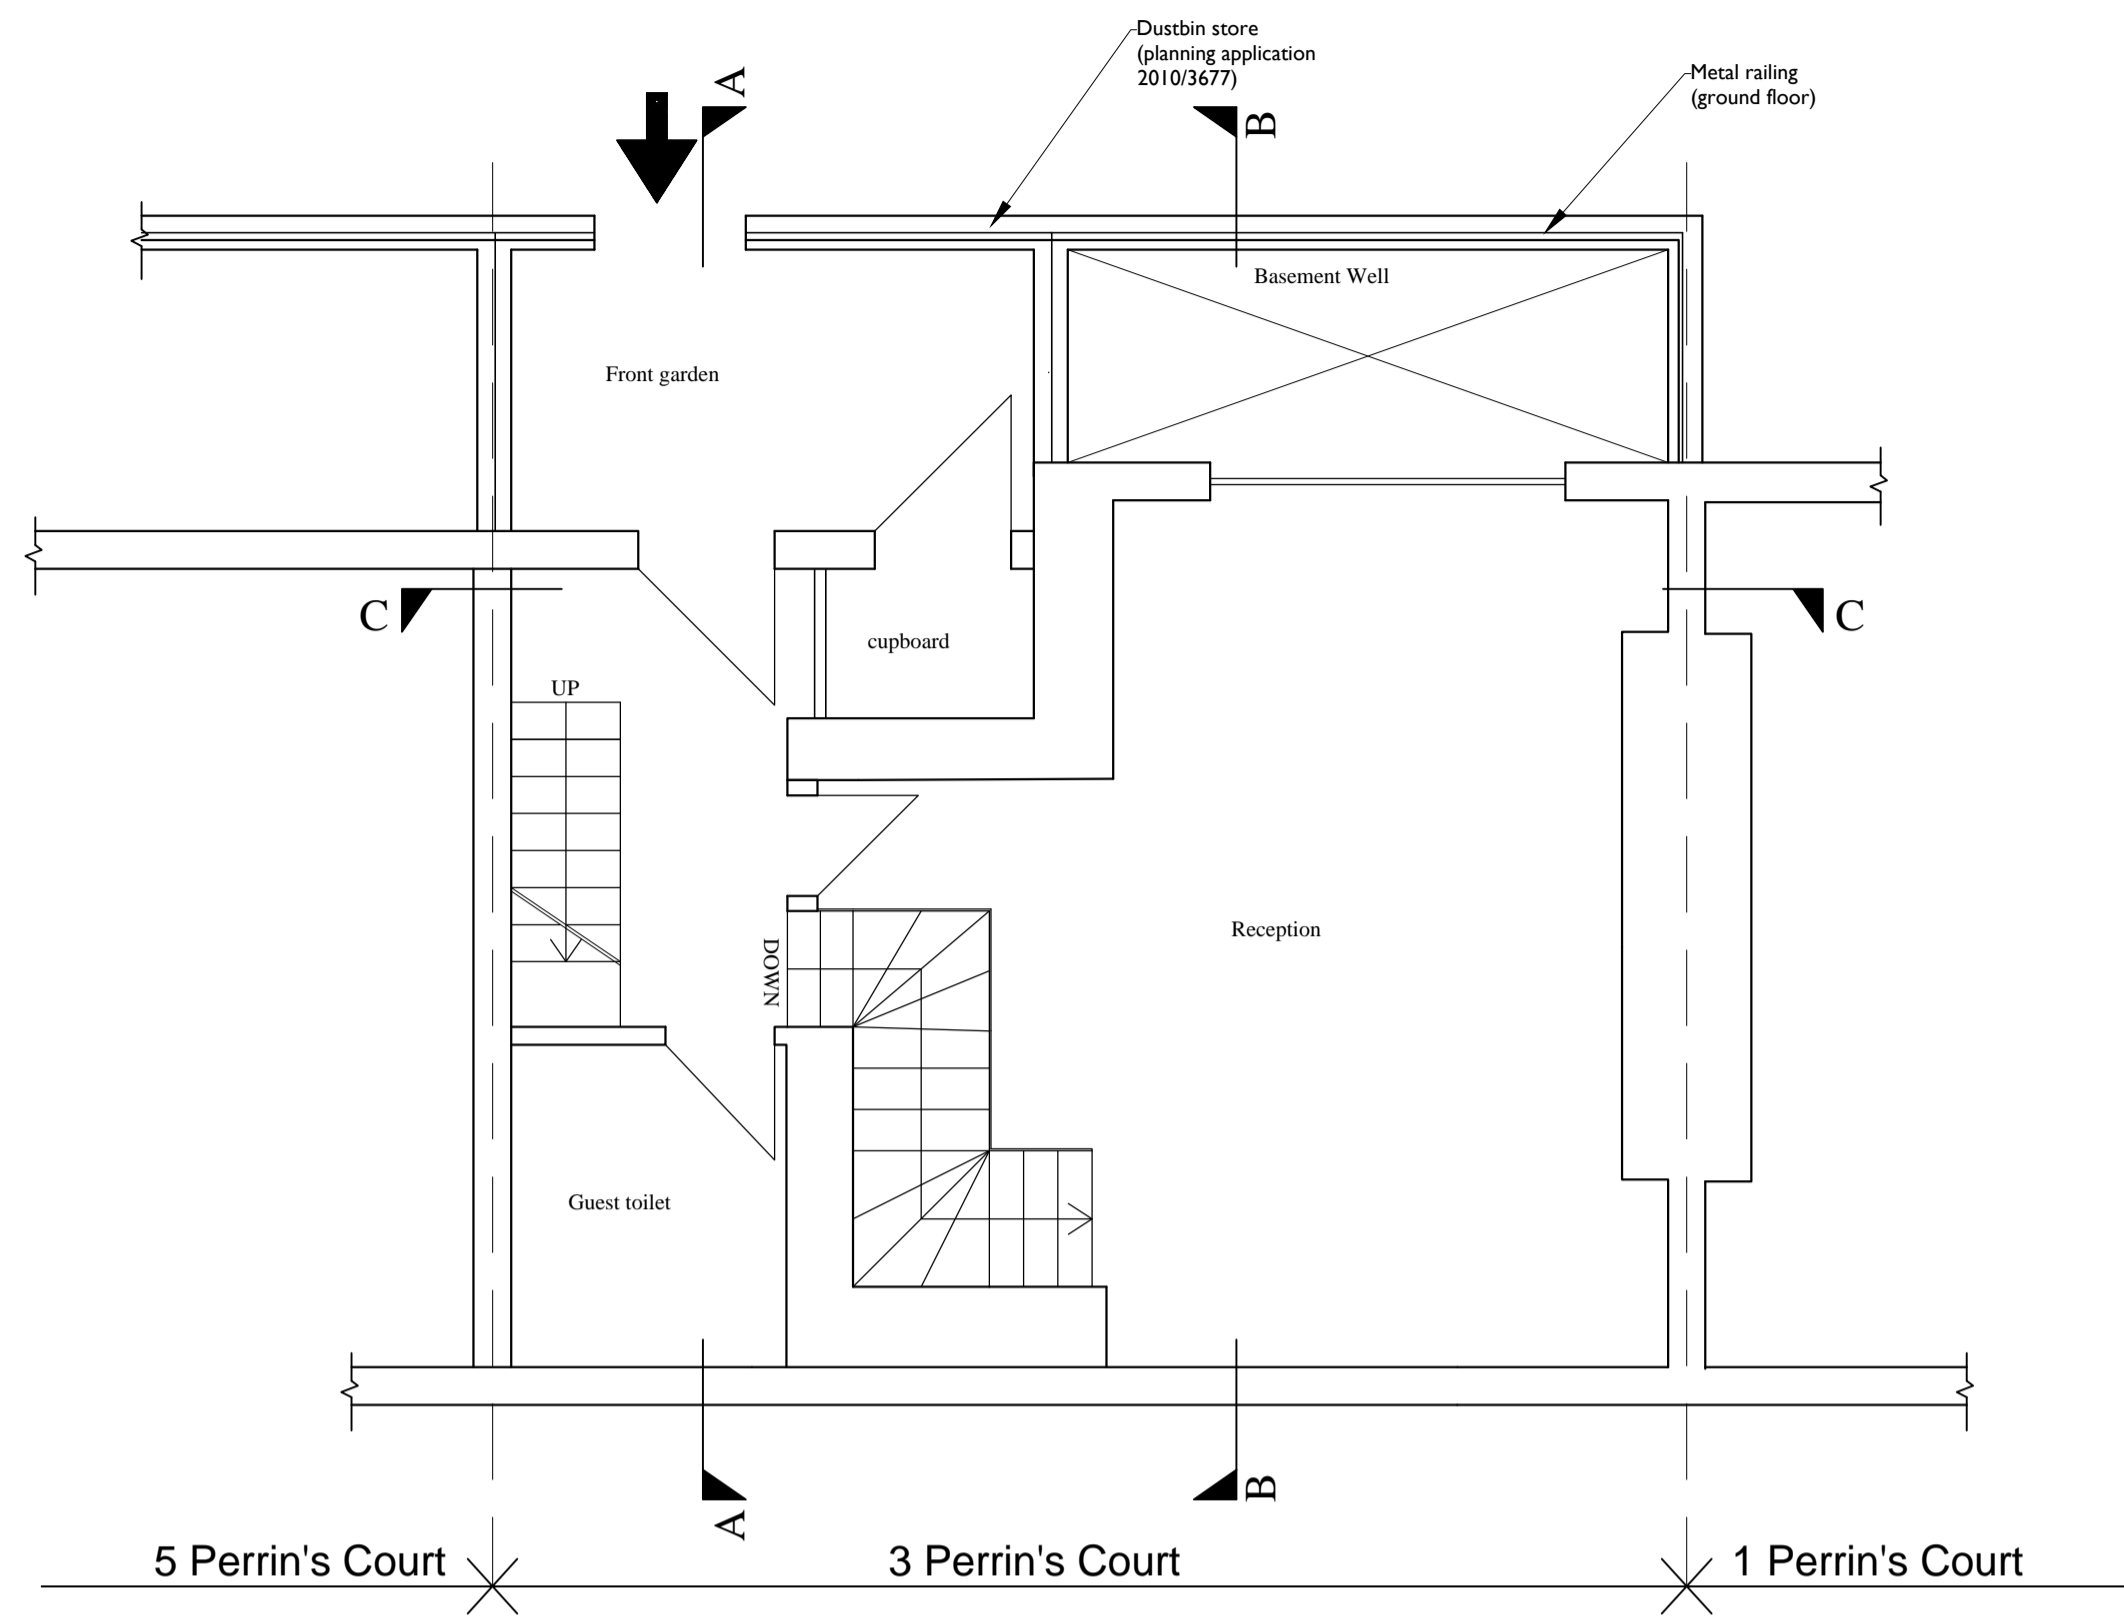 Dustbin store
(planning application
2010/3677)
Metal railing
(ground floor)
A
B
Basement Well
Front garden
C
C
cupboard
UP
Reception
DOWN
Guest toilet
A
B
5 Perrin's Court
3 Perrin's Court
1 Perrin's Court